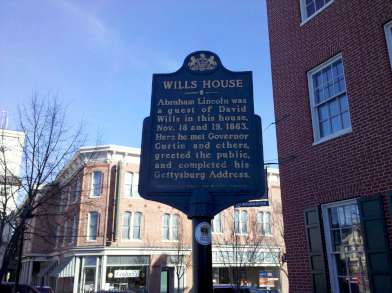 WILLS HOUSE
Abraham Lincoln was
a guest of David
Wills in this house,
Nov. 18 and 19, 1863.
Here he met Governor
Curtin and others,
greeted the public,
and completed his
Gettysburg Address.